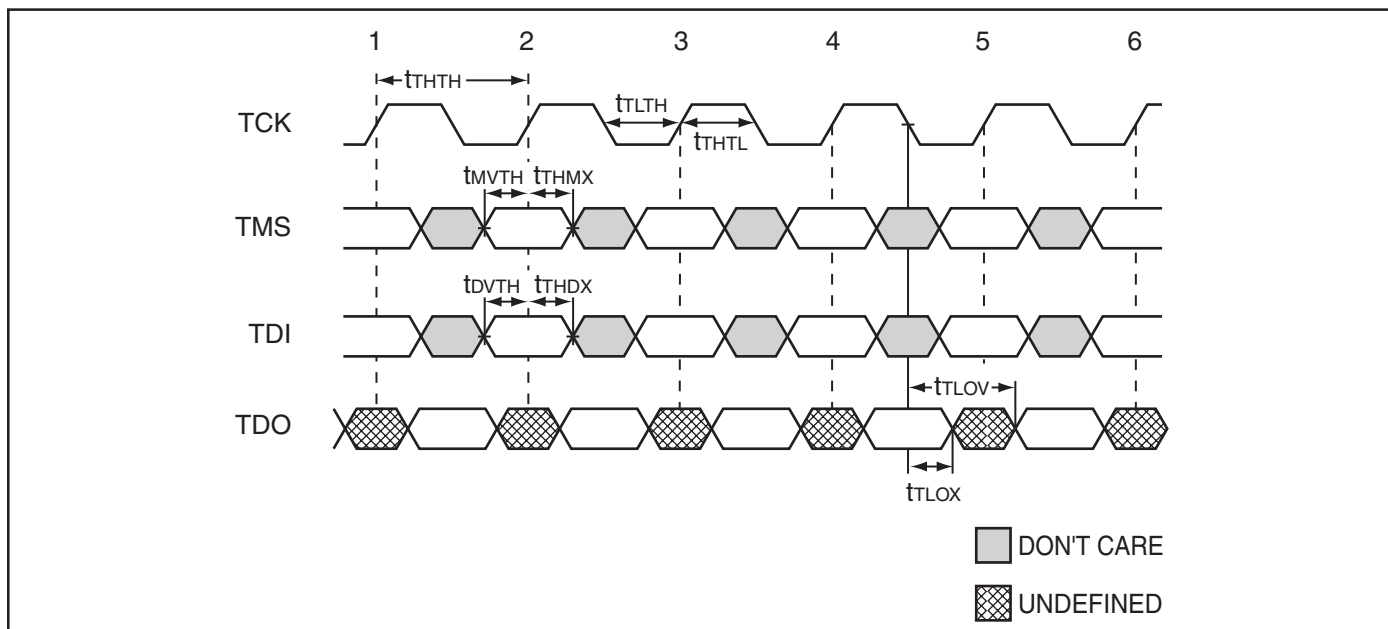 1 2 3 4 5 6
tTHTH
tTLTH
TCK
tTHTL
tMVTH tTHMX
TMS
tDVTH tTHDX
TDI
tTLOV
TDO
tTLOX
DON'T CARE
UNDEFINED